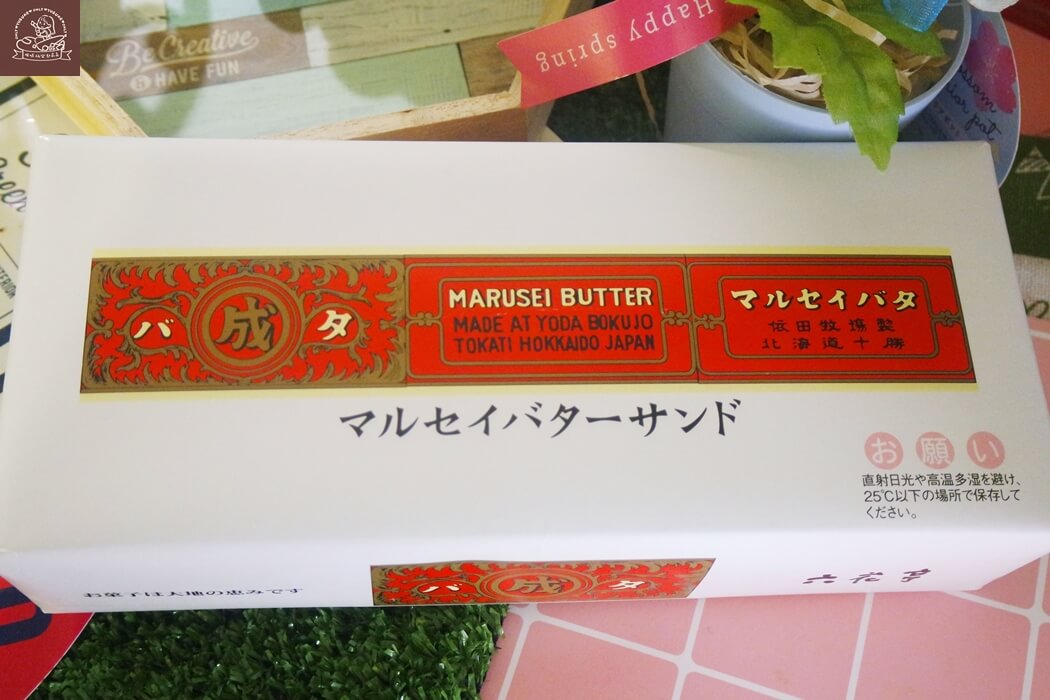 Be Creative
& HAVE FUN
Happy spring
バ 成 タ
MARUSEI BUTTER
MADE AT YODA BOKUJO
TOKATI HOKKAIDO JAPAN
マルセイバタ
依田牧場製
北海道十勝
マルセイバターサンド
お願い
直射日光や高温多湿を避け、
25℃以下の場所で保存して
ください。
バ 成 タ
お菓子は大地の恵みです
六花亭